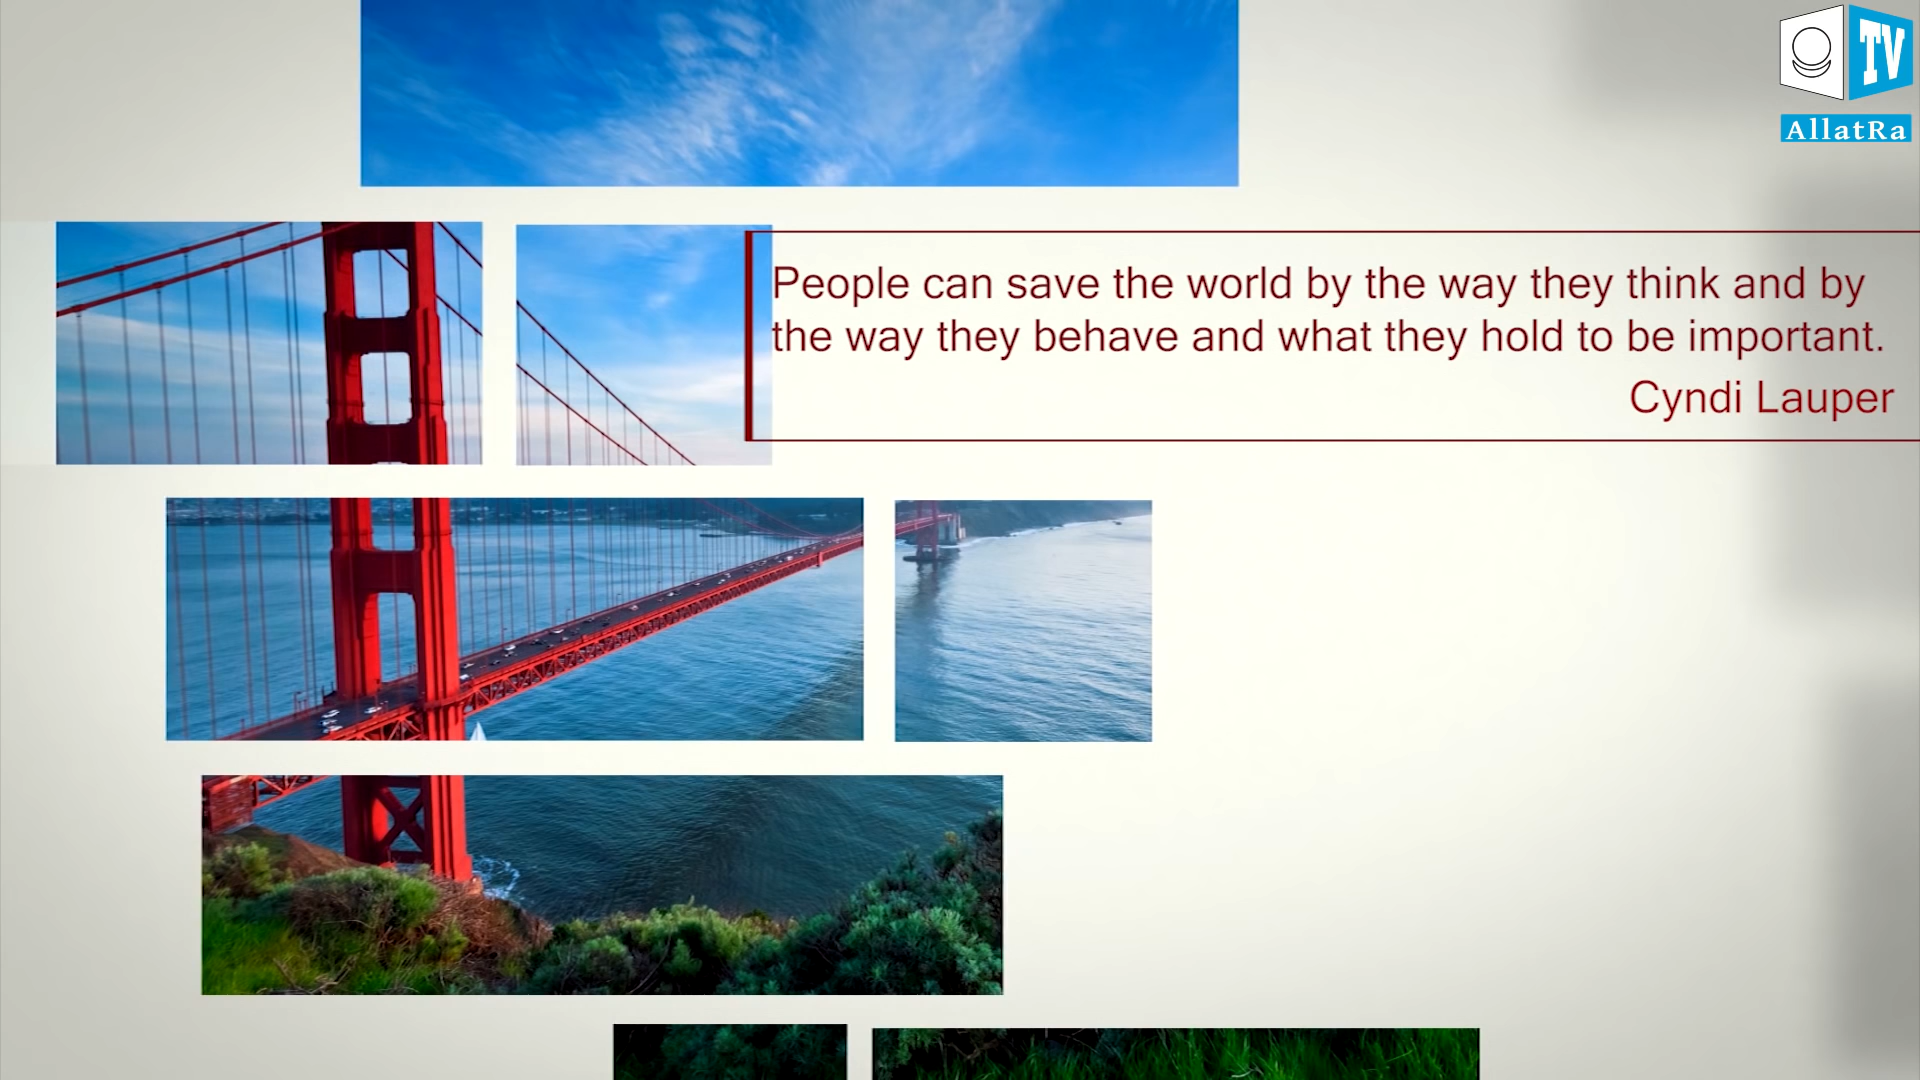 TV
AllatRa
People can save the world by the way they think and by
the way they behave and what they hold to be important.
Cyndi Lauper